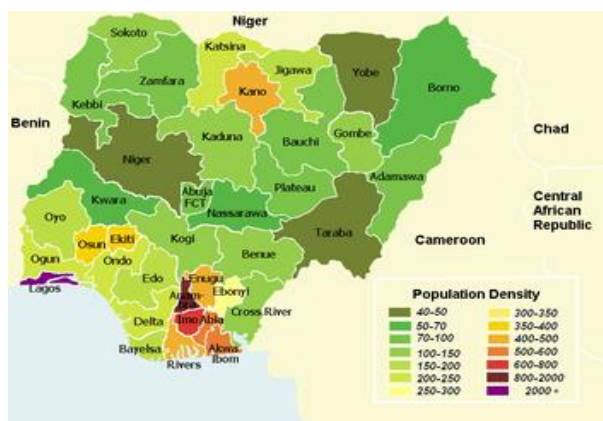 Niger
Sokoto
Katsina
Jigawa
Yobe
Borno
Zamfara
Kano
Kebbi
Benin
Chad
Kaduna
Bauchi
Gombe
Niger
Adamawa
Abuja
FCT
Plateau
Kwara
Nassarawa
Central
African
Republic
Oyo
Taraba
Cameroon
Osun
Ekiti
Kogi
Benue
Ogun
Ondo
Lagos
Edo
Enugu
Anam-
bra
Ebonyi
Cross River
Delta
Imo
Abia
Bayelsa
Rivers
Akwa
Ibom
Population Density
40-50
50-70
70-100
100-150
150-200
200-250
250-300
300-350
350-400
400-500
500-600
600-800
800-2000
2000 +